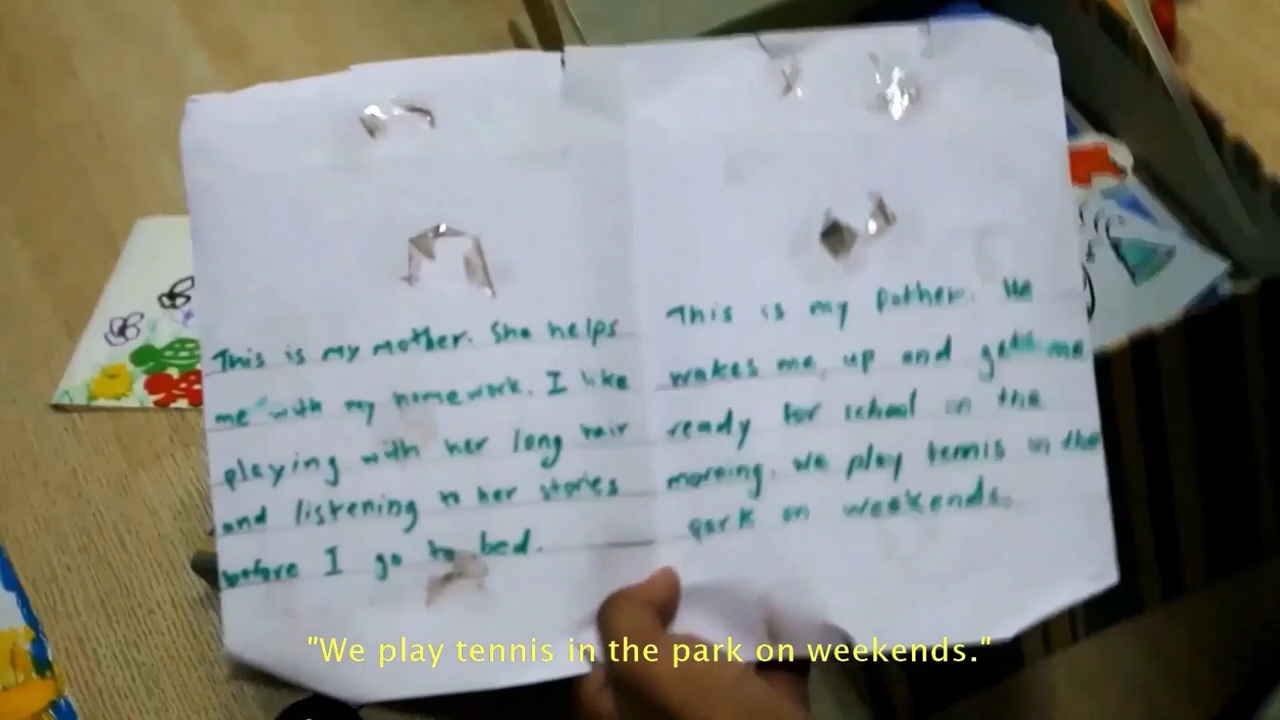 This is my mother. She helps
me with my homework. I like
playing with her long hair
and listening to her stories
before I go to bed.
This is my father. He
wakes me up and gets me
ready for school in the
morning. We play tennis in the
park on weekends.
"We play tennis in the park on weekends."